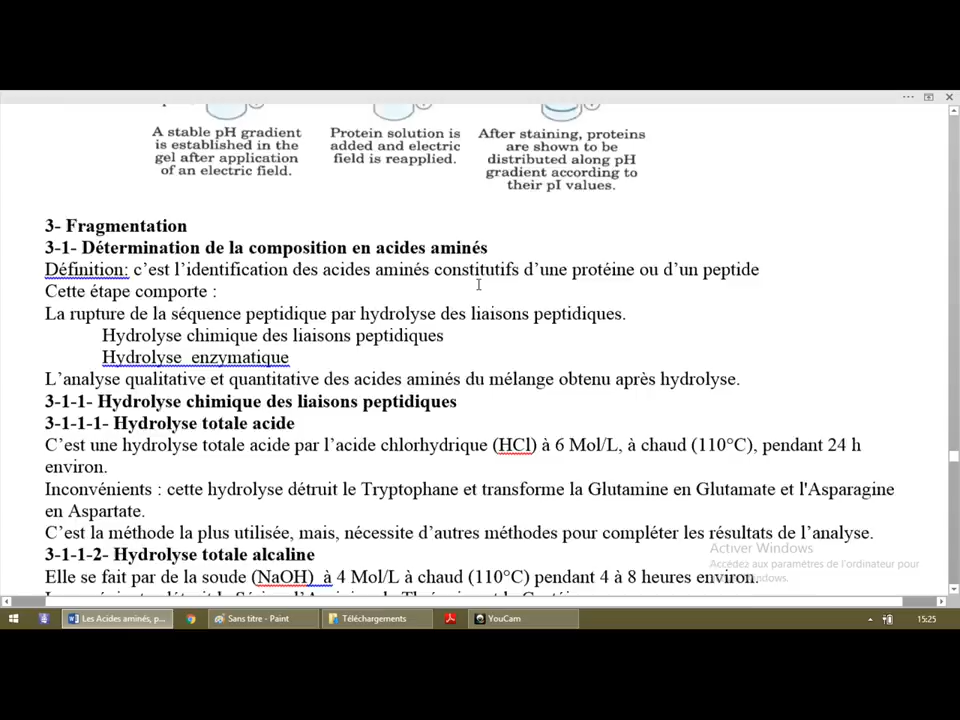 A stable pH gradient
is established in the
gel after application
of an electric field.
Protein solution is
added and electric
field is reapplied.
After staining, proteins
are shown to be
distributed along pH
gradient according to
their pI values.
3- Fragmentation
3-1- Détermination de la composition en acides aminés
Définition: c’est l’identification des acides aminés constitutifs d’une protéine ou d’un peptide
Cette étape comporte :
La rupture de la séquence peptidique par hydrolyse des liaisons peptidiques.
Hydrolyse chimique des liaisons peptidiques
Hydrolyse enzymatique
L’analyse qualitative et quantitative des acides aminés du mélange obtenu après hydrolyse.
3-1-1- Hydrolyse chimique des liaisons peptidiques
3-1-1-1- Hydrolyse totale acide
C’est une hydrolyse totale acide par l’acide chlorhydrique (HCl) à 6 Mol/L, à chaud (110°C), pendant 24 h
environ.
Inconvénients : cette hydrolyse détruit le Tryptophane et transforme la Glutamine en Glutamate et l'Asparagine
en Aspartate.
C’est la méthode la plus utilisée, mais, nécessite d’autres méthodes pour compléter les résultats de l’analyse.
3-1-1-2- Hydrolyse totale alcaline
Elle se fait par de la soude (NaOH) à 4 Mol/L à chaud (110°C) pendant 4 à 8 heures environ.
Activer Windows
Accédez aux paramètres de l'ordinateur pour
Windows.
Les Acides aminés, p...
Sans titre - Paint
Téléchargements
YouCam
15:25